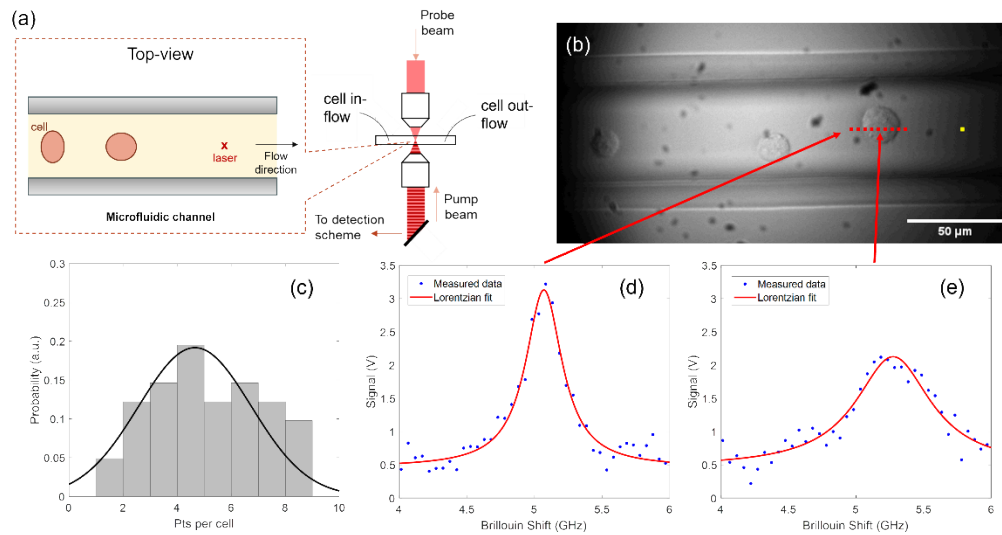 (a)
Top-view
cell
x
laser
Flow
direction
Microfluidic channel
Probe
beam
cell in-
flow
cell out-
flow
Pump
beam
To detection
scheme
(b)
50 µm
(c)
0.3
0.25
0.2
0.15
0.1
0.05
0
Probability (a.u.)
0 2 4 6 8 10
Pts per cell
(d)
Measured data
Lorentzian fit
3.5
3
2.5
2
1.5
1
0.5
0
Signal (V)
4 4.5 5 5.5 6
Brillouin Shift (GHz)
(e)
Measured data
Lorentzian fit
3.5
3
2.5
2
1.5
1
0.5
0
Signal (V)
4 4.5 5 5.5 6
Brillouin Shift (GHz)